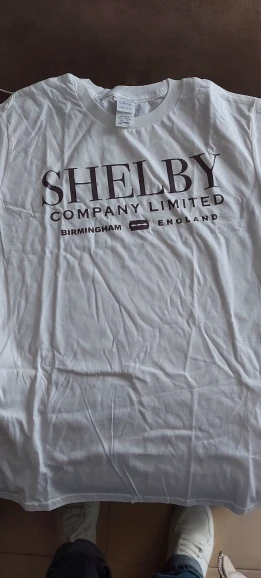 SHELBY
COMPANY LIMITED
BIRMINGHAM ENGLAND